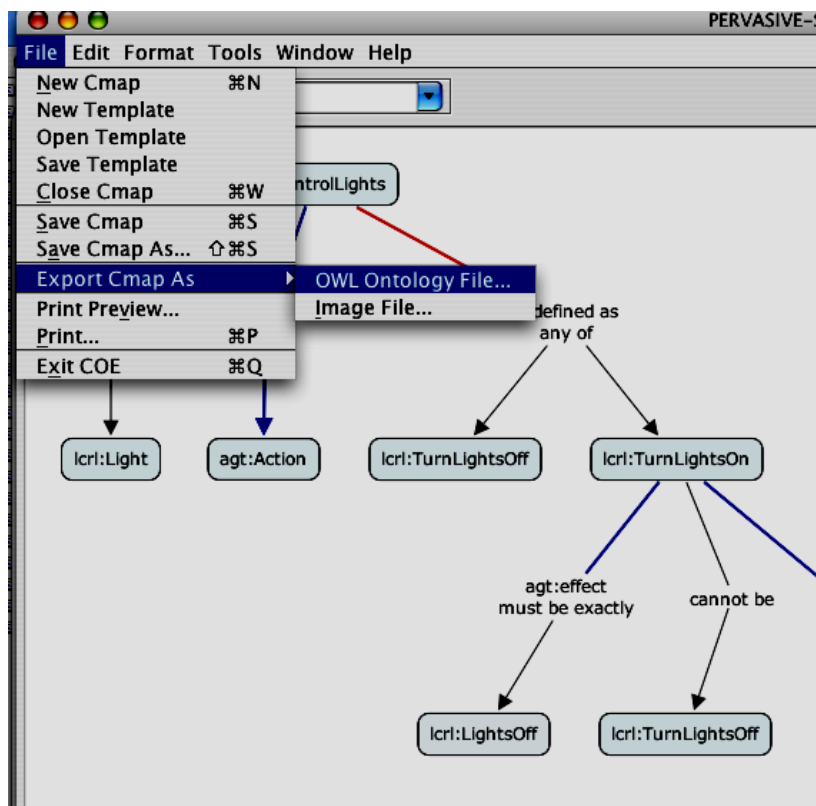 PERVASIVE-S
File Edit Format Tools Window Help
New Cmap ⌘N
New Template
Open Template
Save Template
Close Cmap ⌘W
Save Cmap ⌘S
Save Cmap As... ⇧⌘S
Export Cmap As
OWL Ontology File...
Image File...
Print Preview...
Print... ⌘P
Exit COE ⌘Q
ntrolLights
defined as
any of
lcrl:Light
agt:Action
lcrl:TurnLightsOff
lcrl:TurnLightsOn
agt:effect
must be exactly
cannot be
lcrl:LightsOff
lcrl:TurnLightsOff